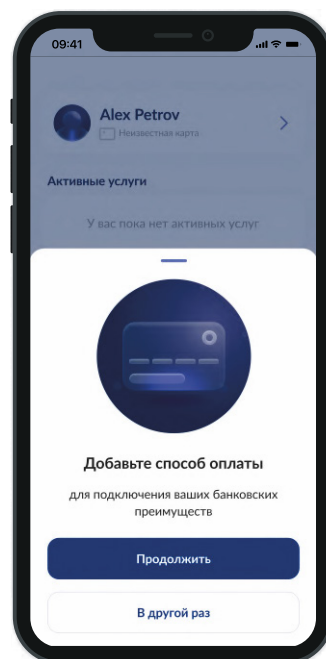 09:41
Alex Petrov
Неизвестная карта
Активные услуги
У вас пока нет активных услуг
Добавьте способ оплаты
для подключения ваших банковских
преимуществ
Продолжить
В другой раз